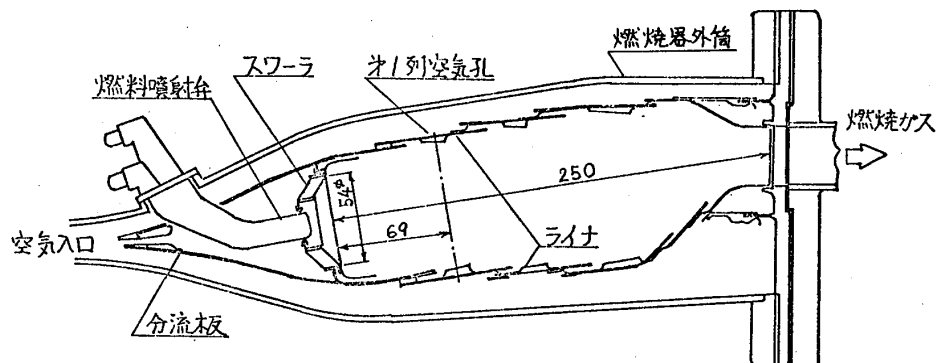 燃焼器外筒
スワーラ
オ1列空気孔
燃料噴射弁
燃焼ガス
250
54φ
69
空気入口
ライナ
分流板